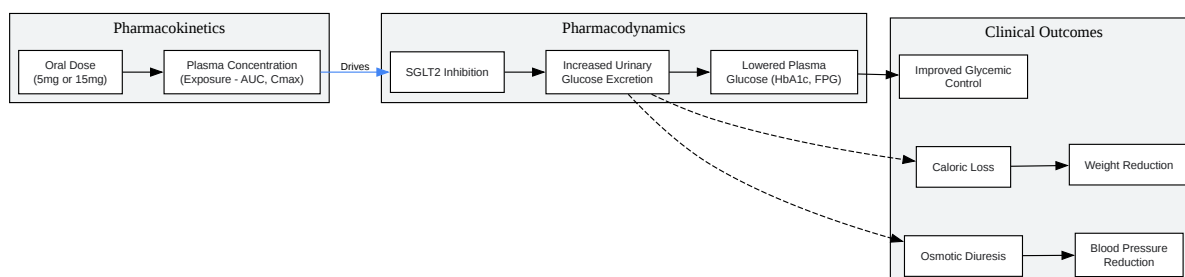 Pharmacokinetics
Oral Dose
(5mg or 15mg)
Plasma Concentration
(Exposure - AUC, Cmax)
Drives
Pharmacodynamics
SGLT2 Inhibition
Increased Urinary
Glucose Excretion
Lowered Plasma
Glucose (HbA1c, FPG)
Clinical Outcomes
Improved Glycemic
Control
Caloric Loss
Weight Reduction
Osmotic Diuresis
Blood Pressure
Reduction